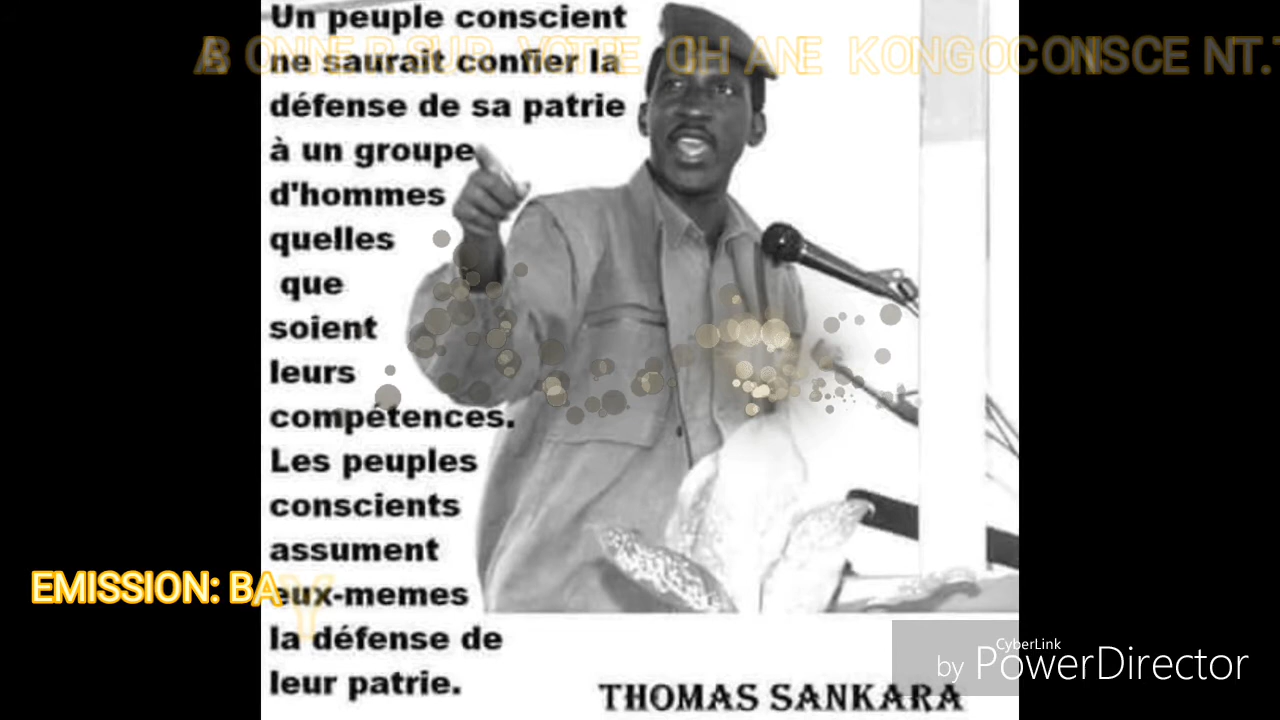 Un peuple conscient
ne saurait confier la
défense de sa patrie
à un groupe
d'hommes
quelles
que
soient
leurs
compétences.
Les peuples
conscients
assument
eux-memes
la défense de
leur patrie.
THOMAS SANKARA
EMISSION: BA
CyberLink
by PowerDirector